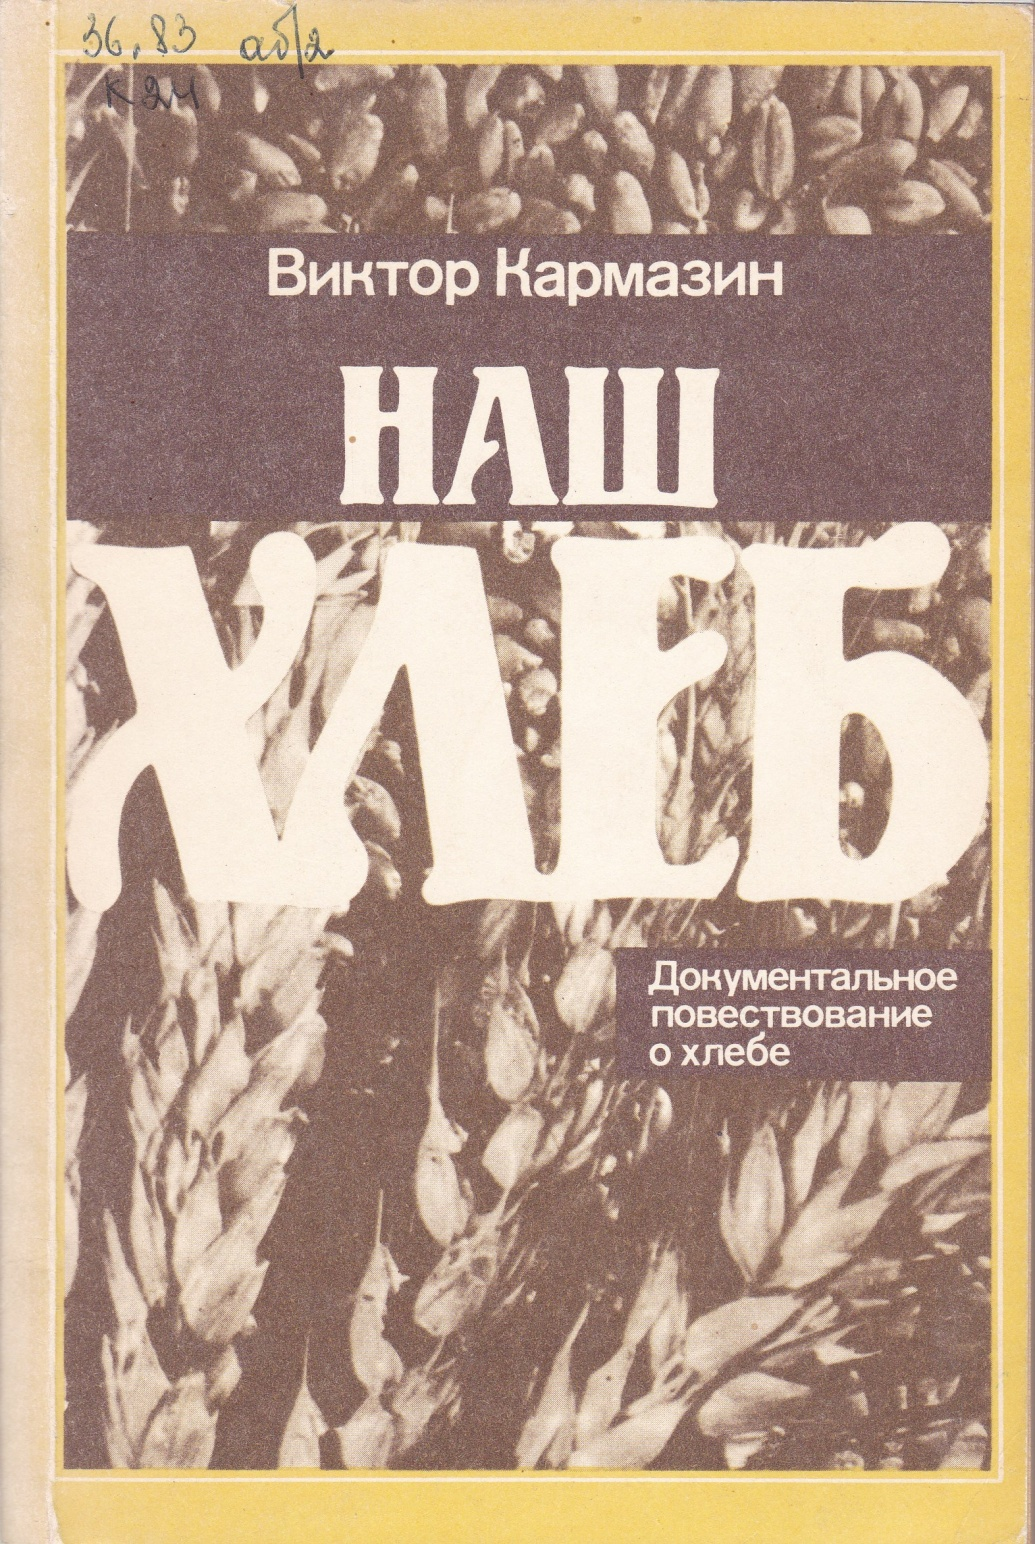 36.83 аб/2
К24
Виктор Кармазин
НАШ
ХЛЕБ
Документальное
повествование
о хлебе